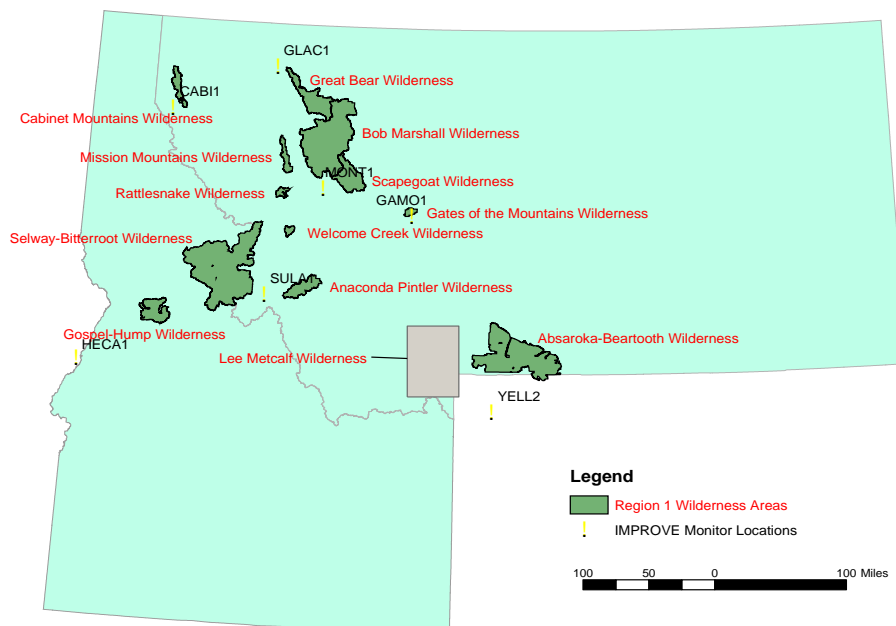 GLAC1
Great Bear Wilderness
CABI1
Cabinet Mountains Wilderness
Bob Marshall Wilderness
Mission Mountains Wilderness
MONT1
Scapegoat Wilderness
Rattlesnake Wilderness
GAMO1
Gates of the Mountains Wilderness
Welcome Creek Wilderness
Selway-Bitterroot Wilderness
SULA1
Anaconda Pintler Wilderness
Gospel-Hump Wilderness
HECA1
Absaroka-Beartooth Wilderness
Lee Metcalf Wilderness
YELL2
Legend
Region 1 Wilderness Areas
IMPROVE Monitor Locations
100 50 0 100 Miles